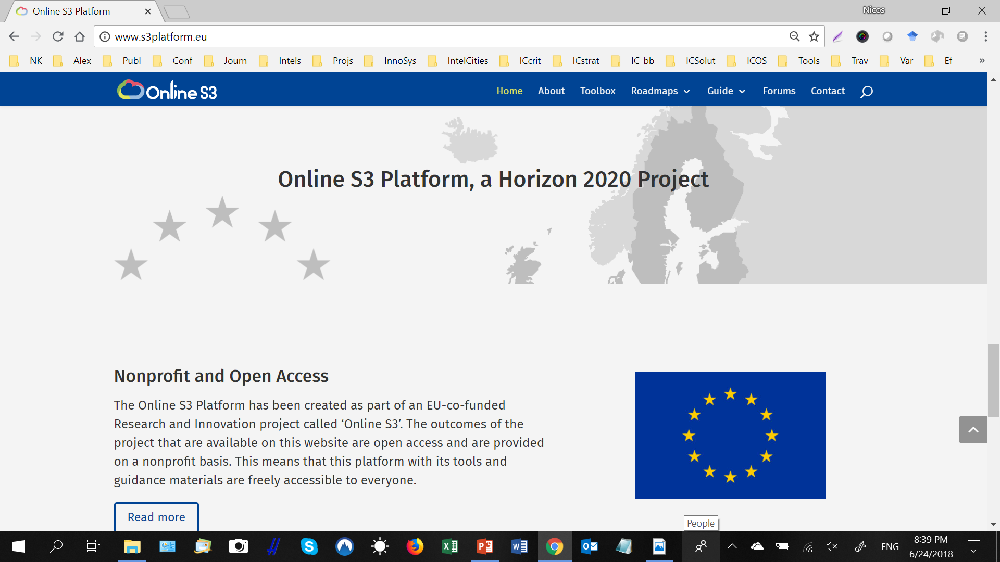 Online S3 Platform
Nicos
www.s3platform.eu
NK Alex Publ Conf Journ Intels Projs InnoSys IntelCities ICcrit ICstrat IC-bb ICSolut ICOS Tools Trav Var Ef »
Online S3
Home About Toolbox Roadmaps Guide Forums Contact
Online S3 Platform, a Horizon 2020 Project
Nonprofit and Open Access
The Online S3 Platform has been created as part of an EU-co-funded
Research and Innovation project called ‘Online S3’. The outcomes of the
project that are available on this website are open access and are provided
on a nonprofit basis. This means that this platform with its tools and
guidance materials are freely accessible to everyone.
Read more
People
ENG
8:39 PM
6/24/2018